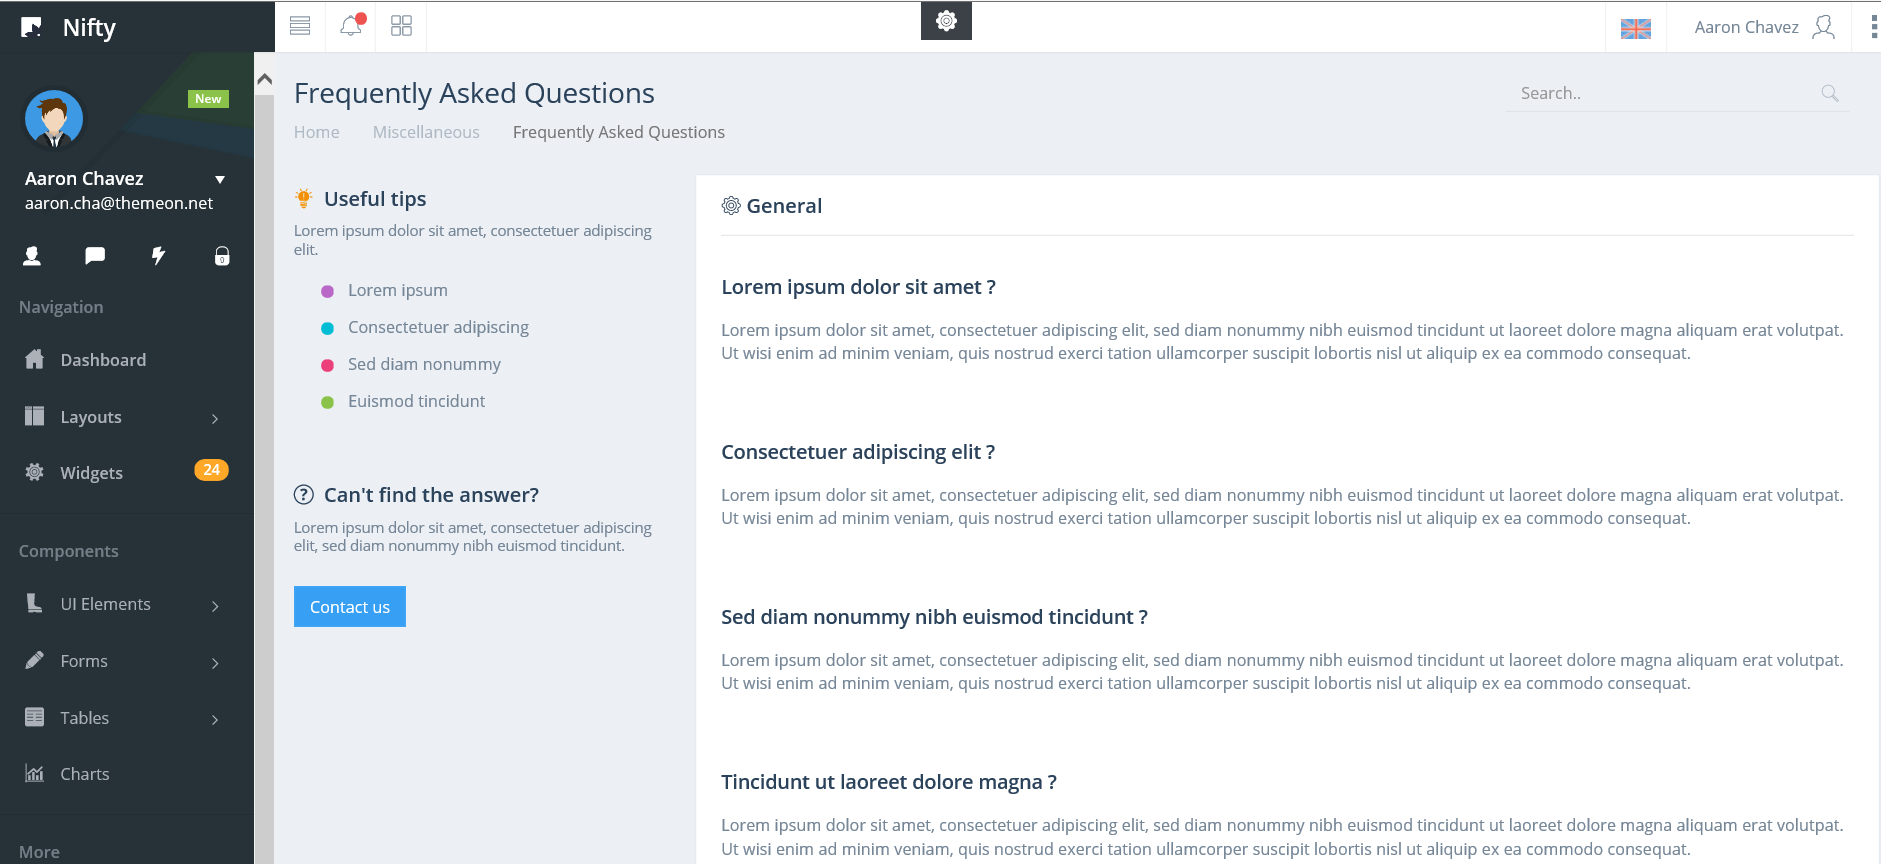 Nifty
Aaron Chavez
New
Aaron Chavez
aaron.cha@themeon.net
Navigation
Dashboard
Layouts
Widgets 24
Components
UI Elements
Forms
Tables
Charts
More
Frequently Asked Questions
Search..
Home Miscellaneous Frequently Asked Questions
Useful tips
Lorem ipsum dolor sit amet, consectetuer adipiscing
elit.
Lorem ipsum
Consectetuer adipiscing
Sed diam nonummy
Euismod tincidunt
Can't find the answer?
Lorem ipsum dolor sit amet, consectetuer adipiscing
elit, sed diam nonummy nibh euismod tincidunt.
Contact us
General
Lorem ipsum dolor sit amet ?
Lorem ipsum dolor sit amet, consectetuer adipiscing elit, sed diam nonummy nibh euismod tincidunt ut laoreet dolore magna aliquam erat volutpat.
Ut wisi enim ad minim veniam, quis nostrud exerci tation ullamcorper suscipit lobortis nisl ut aliquip ex ea commodo consequat.
Consectetuer adipiscing elit ?
Lorem ipsum dolor sit amet, consectetuer adipiscing elit, sed diam nonummy nibh euismod tincidunt ut laoreet dolore magna aliquam erat volutpat.
Ut wisi enim ad minim veniam, quis nostrud exerci tation ullamcorper suscipit lobortis nisl ut aliquip ex ea commodo consequat.
Sed diam nonummy nibh euismod tincidunt ?
Lorem ipsum dolor sit amet, consectetuer adipiscing elit, sed diam nonummy nibh euismod tincidunt ut laoreet dolore magna aliquam erat volutpat.
Ut wisi enim ad minim veniam, quis nostrud exerci tation ullamcorper suscipit lobortis nisl ut aliquip ex ea commodo consequat.
Tincidunt ut laoreet dolore magna ?
Lorem ipsum dolor sit amet, consectetuer adipiscing elit, sed diam nonummy nibh euismod tincidunt ut laoreet dolore magna aliquam erat volutpat.
Ut wisi enim ad minim veniam, quis nostrud exerci tation ullamcorper suscipit lobortis nisl ut aliquip ex ea commodo consequat.